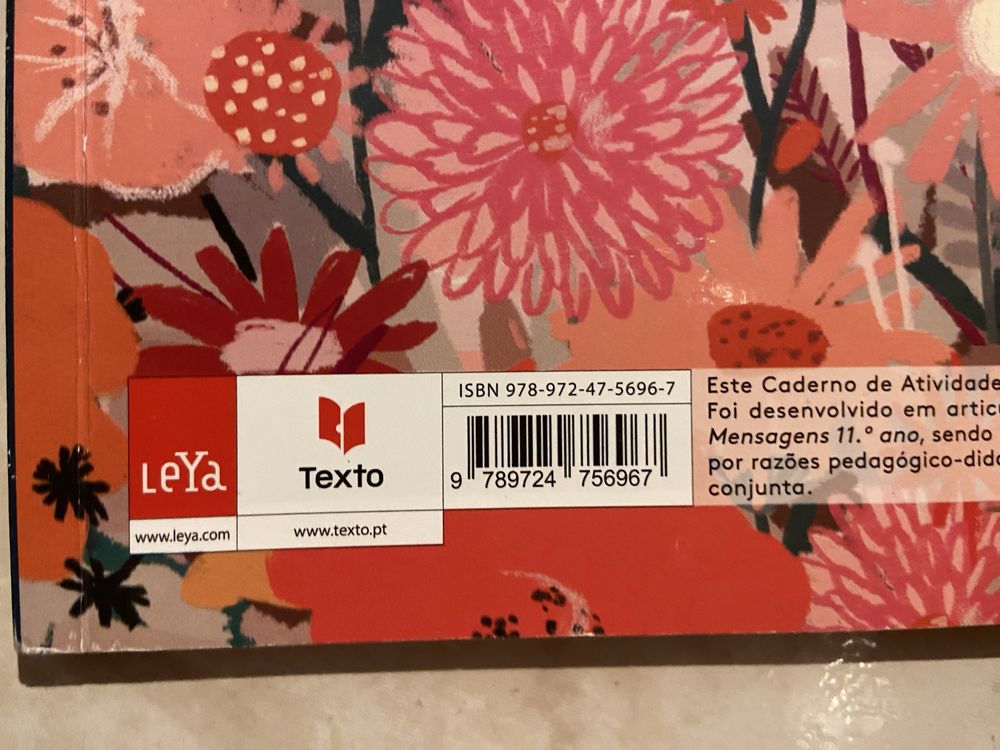 LeYa
www.leya.com
Texto
www.texto.pt
ISBN 978-972-47-5696-7
9 789724 756967
Este Caderno de Atividade
Foi desenvolvido em articu
Mensagens 11.º ano, sendo
por razões pedagógico-didá
conjunta.